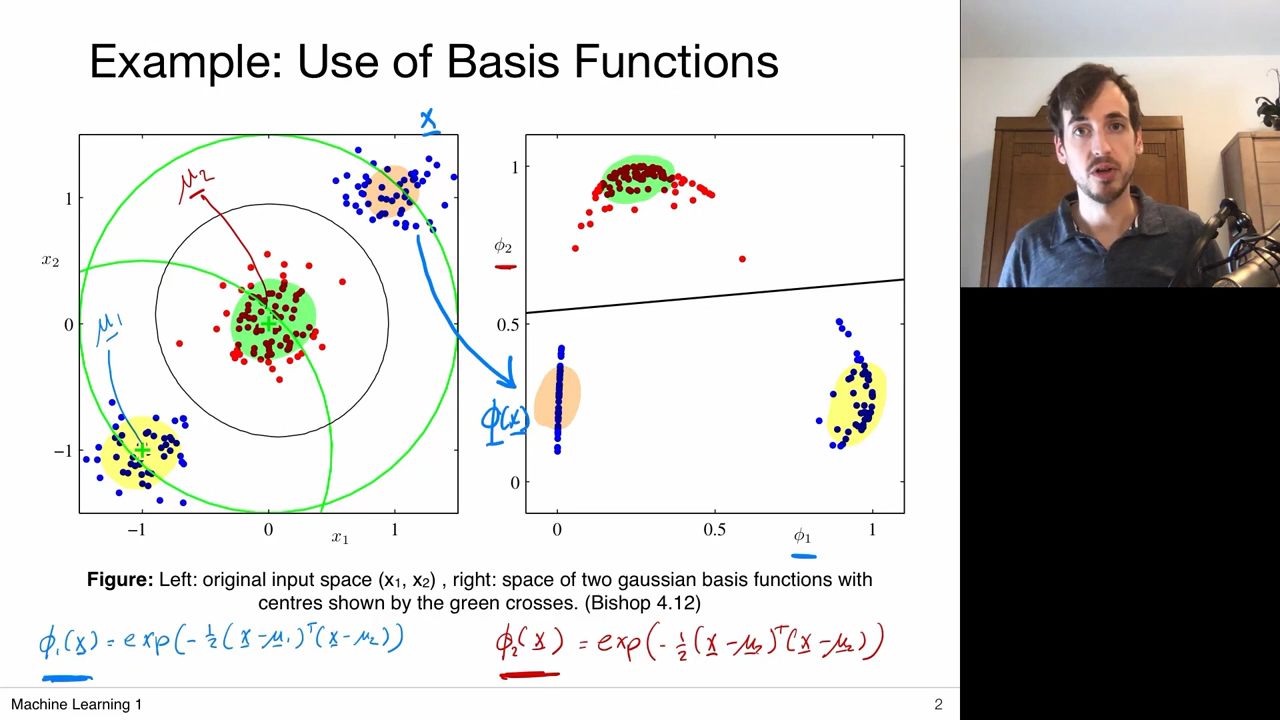 Example: Use of Basis Functions
x
μ2
μ1
x2
1
0
−1
−1
0
1
x1
ϕ(x)
ϕ2
1
0.5
0
0
0.5
1
ϕ1
Figure: Left: original input space (x1, x2) , right: space of two gaussian basis functions with
centres shown by the green crosses. (Bishop 4.12)
ϕ1(x) = exp(-½(x-μ1)ᵀ(x-μ2))
ϕ2(x) = exp(-½(x-μ2)ᵀ(x-μ2))
Machine Learning 1
2